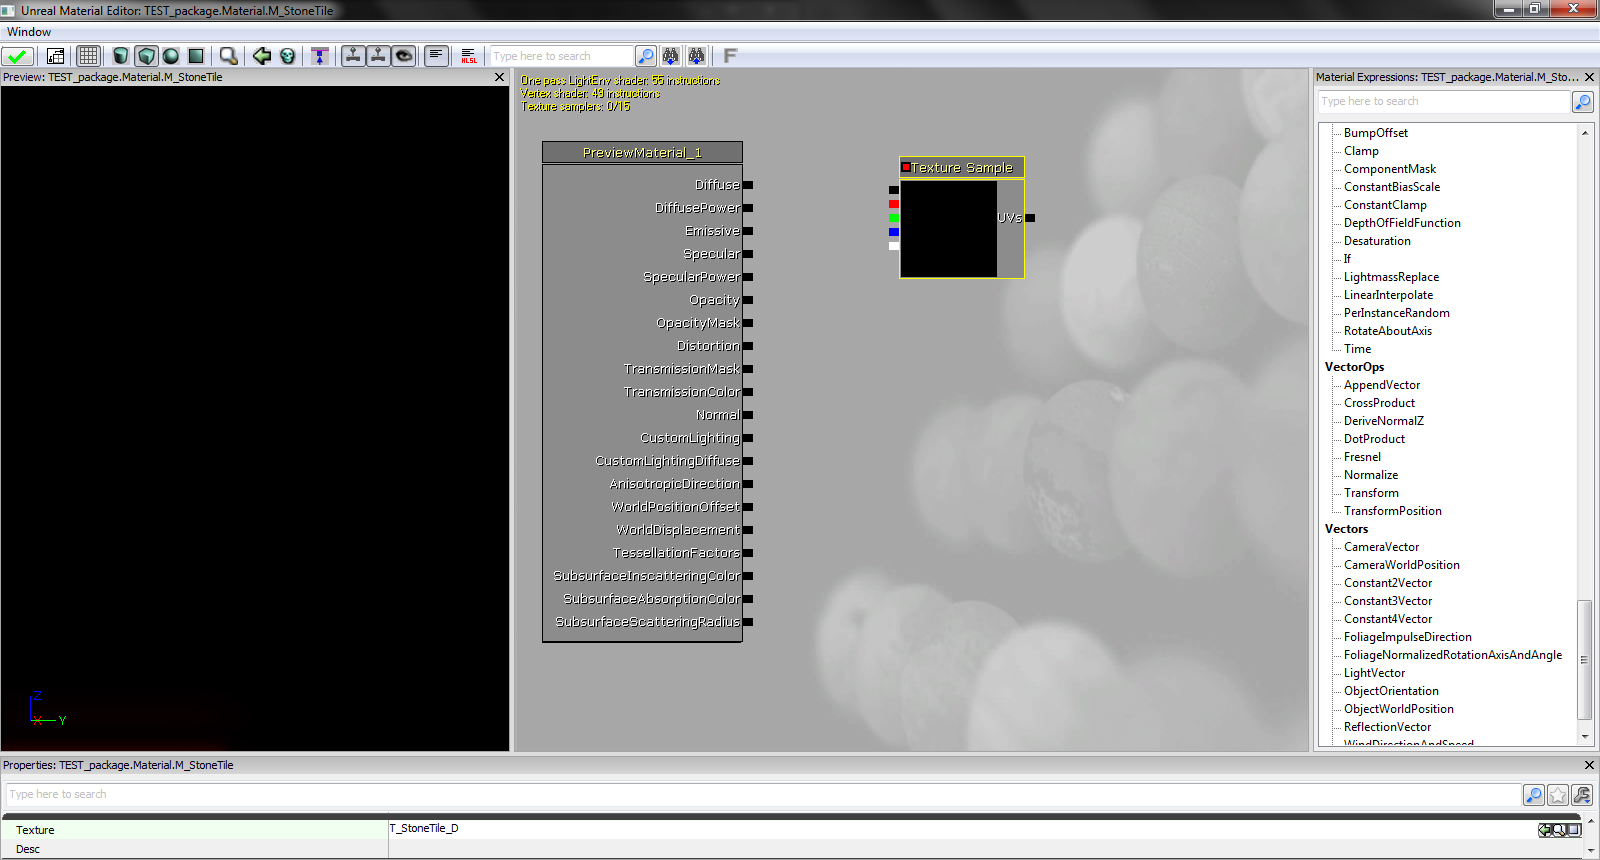 Unreal Material Editor: TEST_package.Material.M_StoneTile
Window
HLSL
Type here to search
F
Preview: TEST_package.Material.M_StoneTile
Z
X
Y
One pass LightEnv shader: 55 instructions
Vertex shader: 49 instructions
Texture samplers: 0/15
PreviewMaterial_1
Diffuse
DiffusePower
Emissive
Specular
SpecularPower
Opacity
OpacityMask
Distortion
TransmissionMask
TransmissionColor
Normal
CustomLighting
CustomLightingDiffuse
AnisotropicDirection
WorldPositionOffset
WorldDisplacement
TessellationFactors
SubsurfaceInscatteringColor
SubsurfaceAbsorptionColor
SubsurfaceScatteringRadius
Texture Sample
UVs
Material Expressions: TEST_package.Material.M_Sto...
Type here to search
BumpOffset
Clamp
ComponentMask
ConstantBiasScale
ConstantClamp
DepthOfFieldFunction
Desaturation
If
LightmassReplace
LinearInterpolate
PerInstanceRandom
RotateAboutAxis
Time
VectorOps
AppendVector
CrossProduct
DeriveNormalZ
DotProduct
Fresnel
Normalize
Transform
TransformPosition
Vectors
CameraVector
CameraWorldPosition
Constant2Vector
Constant3Vector
Constant4Vector
FoliageImpulseDirection
FoliageNormalizedRotationAxisAndAngle
LightVector
ObjectOrientation
ObjectWorldPosition
ReflectionVector
WindDirectionAndSpeed
Properties: TEST_package.Material.M_StoneTile
Type here to search
Texture
T_StoneTile_D
Desc